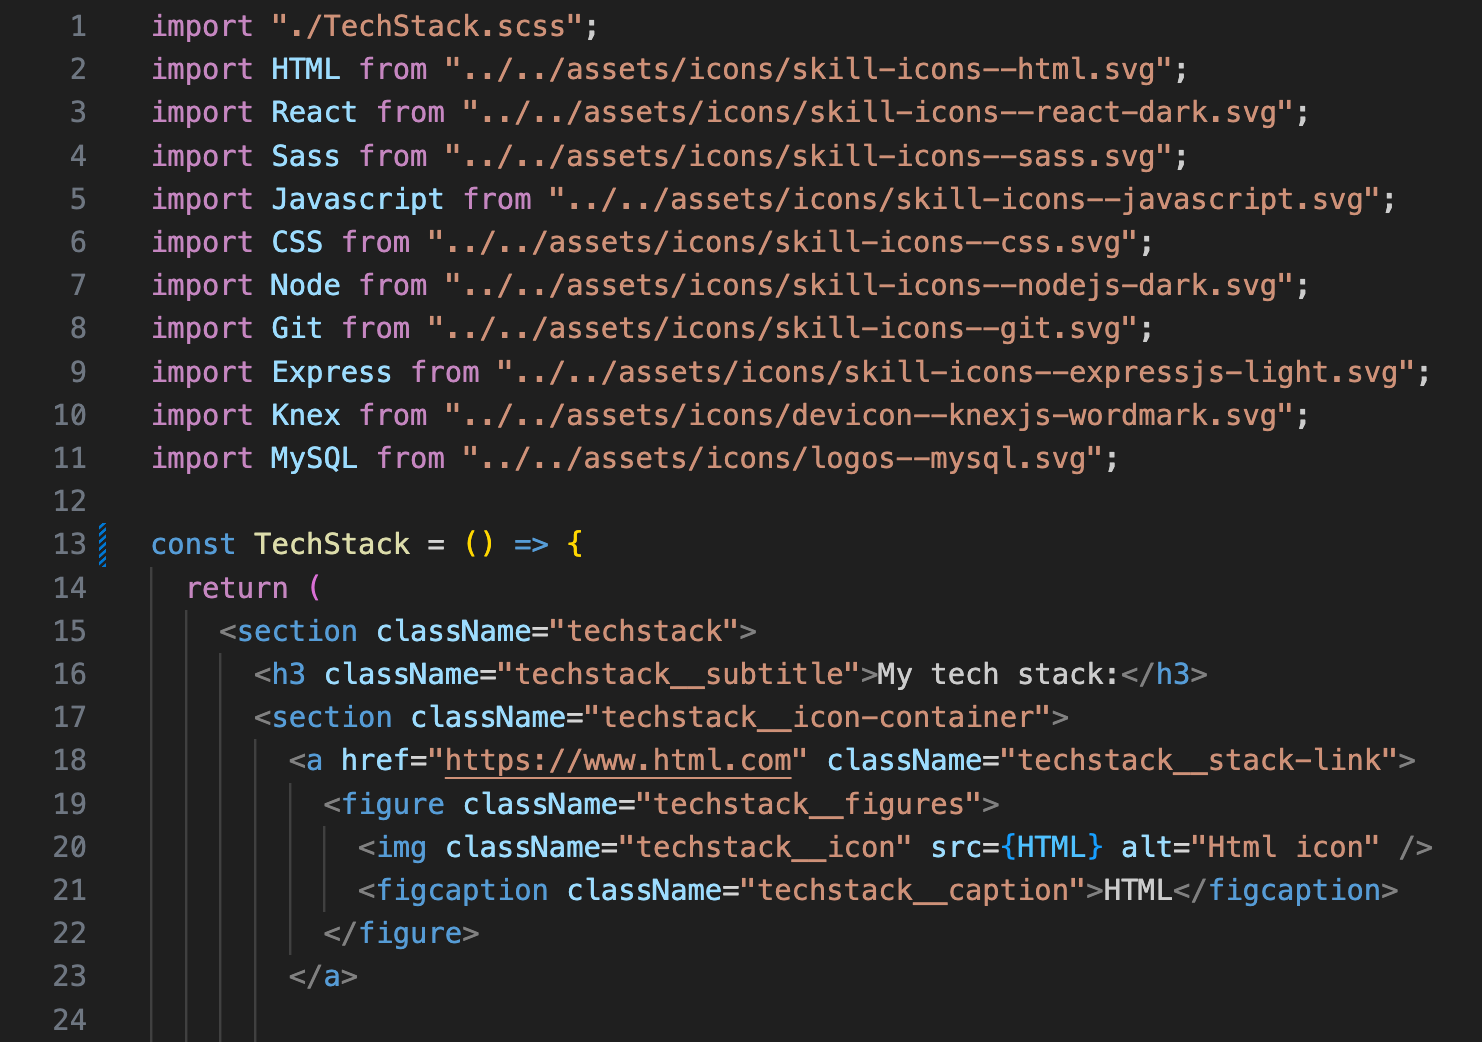 1 import "./TechStack.scss";
2 import HTML from "../../assets/icons/skill-icons--html.svg";
3 import React from "../../assets/icons/skill-icons--react-dark.svg";
4 import Sass from "../../assets/icons/skill-icons--sass.svg";
5 import Javascript from "../../assets/icons/skill-icons--javascript.svg";
6 import CSS from "../../assets/icons/skill-icons--css.svg";
7 import Node from "../../assets/icons/skill-icons--nodejs-dark.svg";
8 import Git from "../../assets/icons/skill-icons--git.svg";
9 import Express from "../../assets/icons/skill-icons--expressjs-light.svg";
10 import Knex from "../../assets/icons/devicon--knexjs-wordmark.svg";
11 import MySQL from "../../assets/icons/logos--mysql.svg";
12
13 const TechStack = () => {
14   return (
15     <section className="techstack">
16       <h3 className="techstack__subtitle">My tech stack:</h3>
17       <section className="techstack__icon-container">
18         <a href="https://www.html.com" className="techstack__stack-link">
19           <figure className="techstack__figures">
20             <img className="techstack__icon" src={HTML} alt="Html icon" />
21             <figcaption className="techstack__caption">HTML</figcaption>
22           </figure>
23         </a>
24